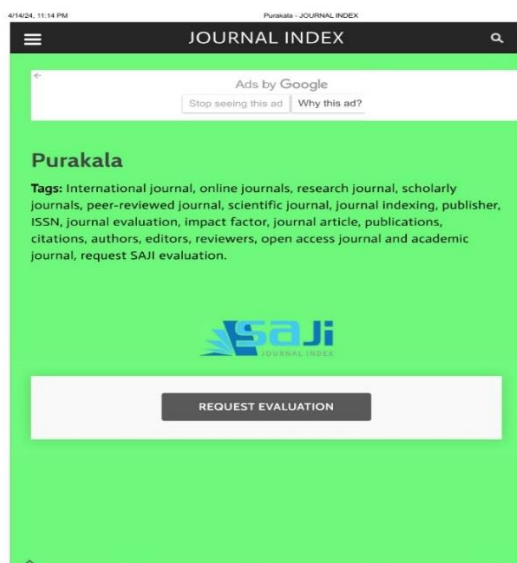 4/14/24, 11:14 PM Purakala - JOURNAL INDEX
JOURNAL INDEX
Ads by Google
Stop seeing this ad Why this ad?
Purakala
Tags: International journal, online journals, research journal, scholarly
journals, peer-reviewed journal, scientific journal, journal indexing, publisher,
ISSN, journal evaluation, impact factor, journal article, publications,
citations, authors, editors, reviewers, open access journal and academic
journal, request SAJI evaluation.
saji
JOURNAL INDEX
REQUEST EVALUATION